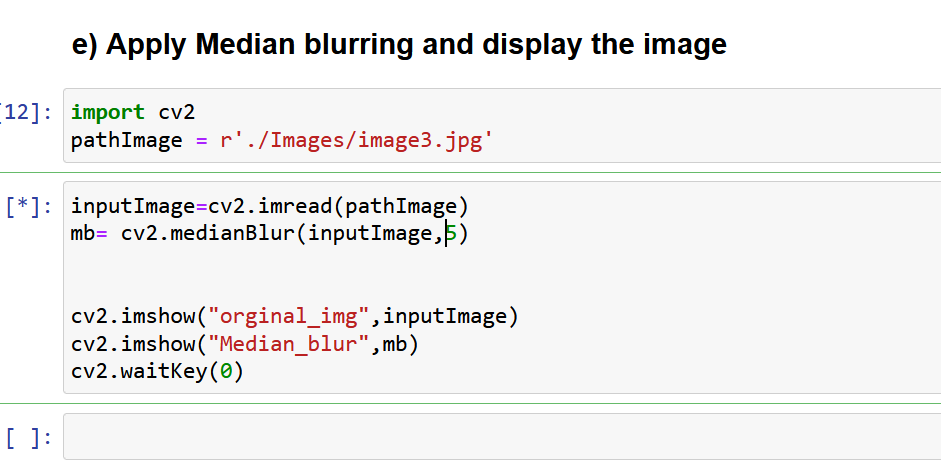 e) Apply Median blurring and display the image
[12]: import cv2
pathImage = r'./Images/image3.jpg'
[*]: inputImage=cv2.imread(pathImage)
mb= cv2.medianBlur(inputImage,5)
cv2.imshow("orginal_img",inputImage)
cv2.imshow("Median_blur",mb)
cv2.waitKey(0)
[ ]: